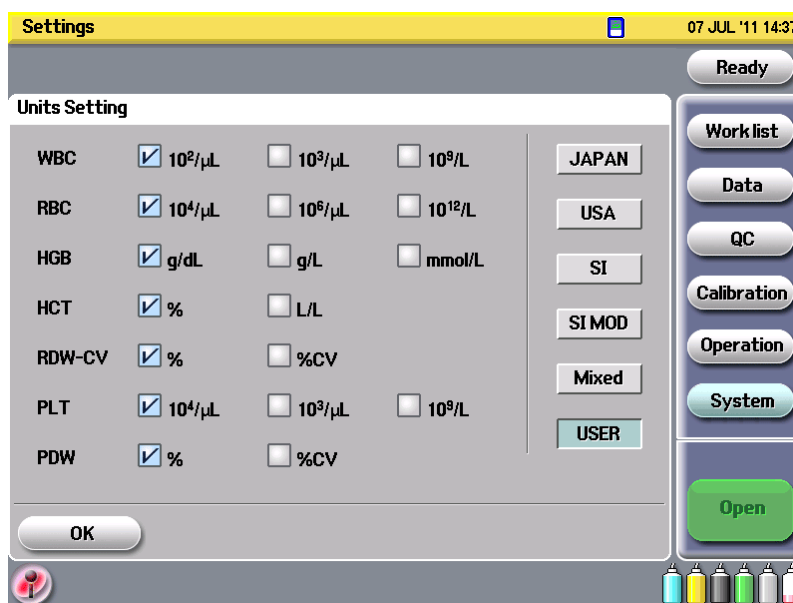 Settings 07 JUL '11 14:37
Ready
Units Setting
WBC 10²/µL 10³/µL 10⁹/L JAPAN
RBC 10⁴/µL 10⁶/µL 10¹²/L USA
HGB g/dL g/L mmol/L SI
HCT % L/L SI MOD
RDW-CV % %CV Mixed
PLT 10⁴/µL 10³/µL 10⁹/L USER
PDW % %CV
OK
Work list
Data
QC
Calibration
Operation
System
Open